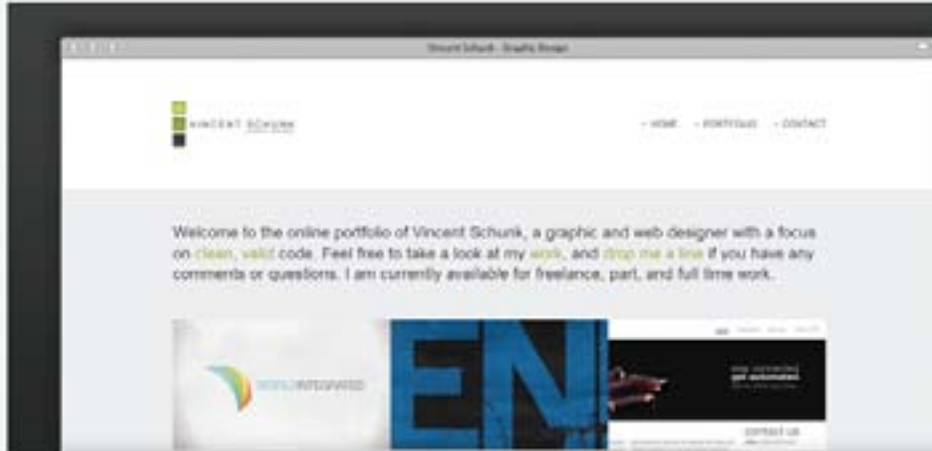 Vincent Schunk - Graphic Design
VINCENT SCHUNK
- HOME - PORTFOLIO - CONTACT
Welcome to the online portfolio of Vincent Schunk, a graphic and web designer with a focus
on clean, valid code. Feel free to take a look at my work, and drop me a line if you have any
comments or questions. I am currently available for freelance, part, and full time work.
WORLDINTEGRATED
EN
get automated.
contact us